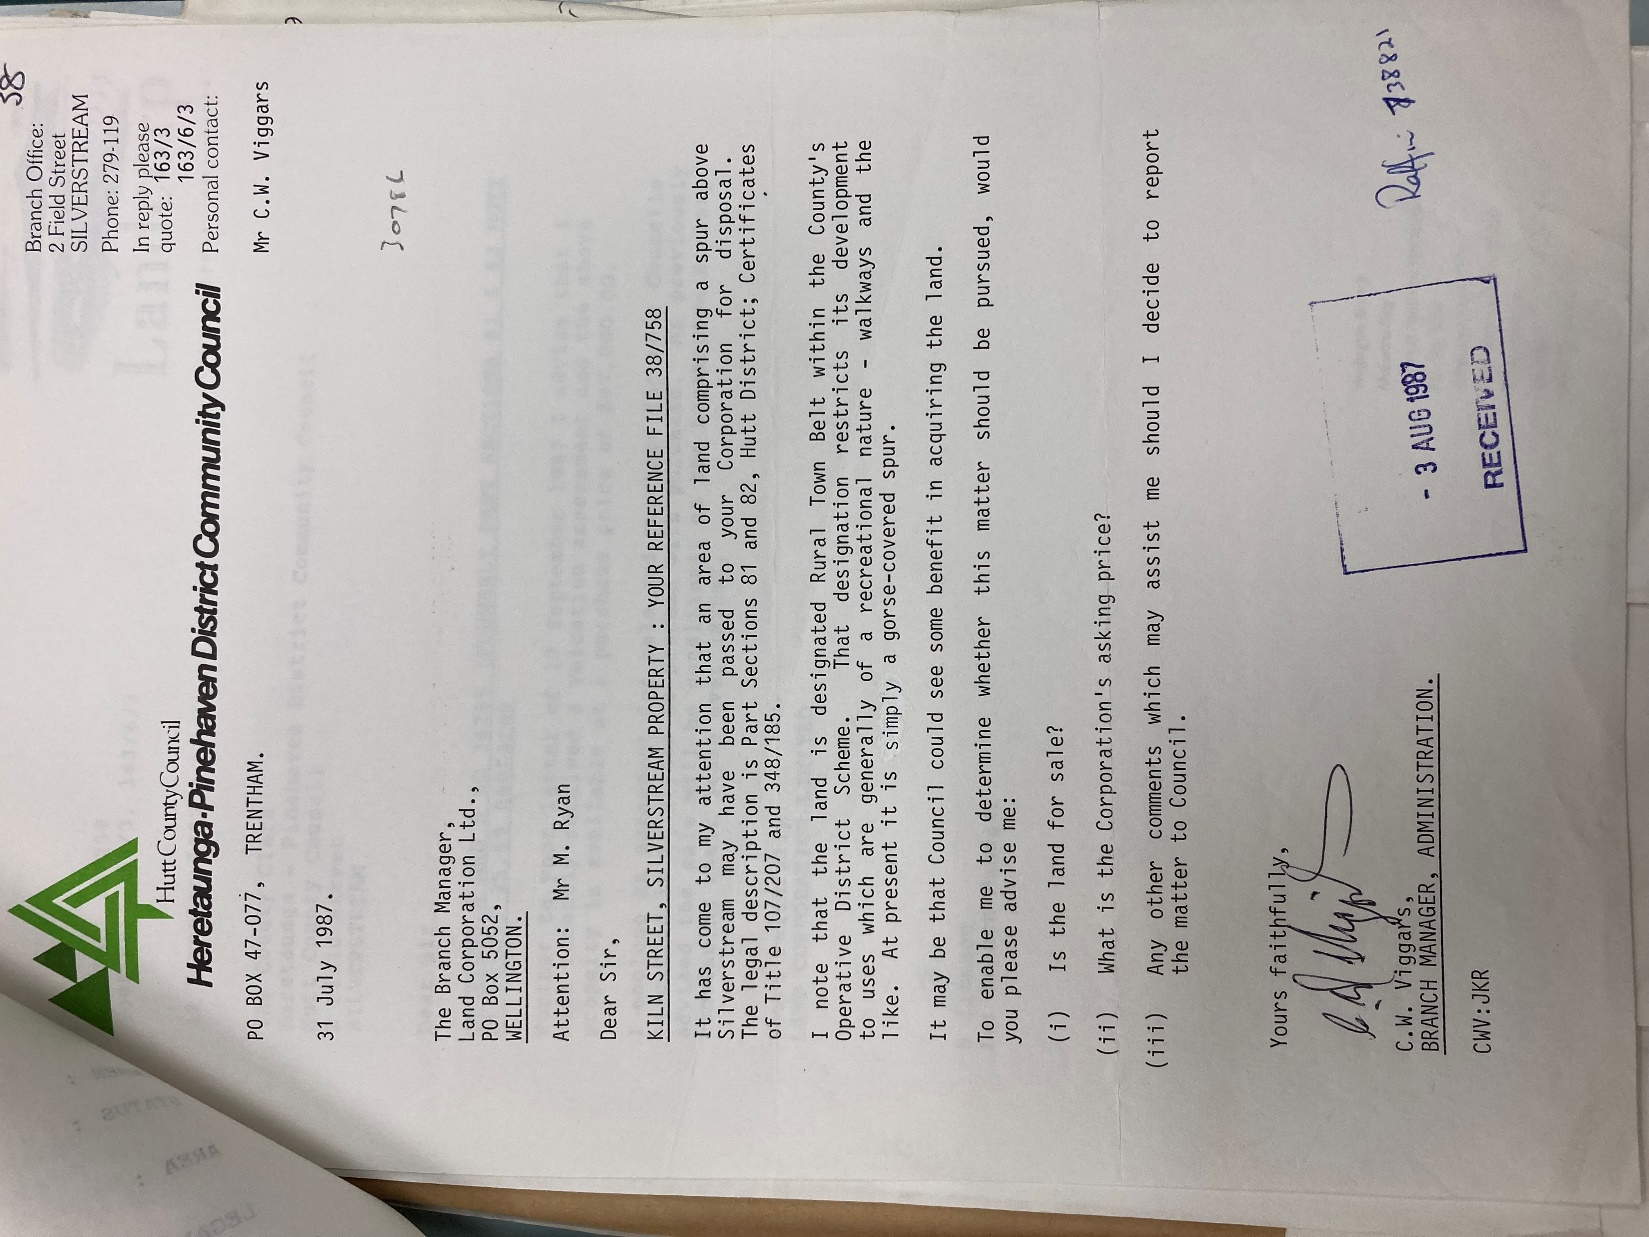 58
Hutt County Council
Heretaunga-Pinehaven District Community Council
Branch Office:
2 Field Street
SILVERSTREAM
Phone: 279-119
In reply please
quote: 163/3
163/6/3
Personal contact:
Mr C.W. Viggars
PO BOX 47-077, TRENTHAM.
31 July 1987.
The Branch Manager,
Land Corporation Ltd.,
PO Box 5052,
WELLINGTON.
Attention: Mr M. Ryan
Dear Sir,
KILN STREET, SILVERSTREAM PROPERTY : YOUR REFERENCE FILE 38/758
It has come to my attention that an area of land comprising a spur above
Silverstream may have been passed to your Corporation for disposal.
The legal description is Part Sections 81 and 82, Hutt District; Certificates
of Title 107/207 and 348/185.
I note that the land is designated Rural Town Belt within the County's
Operative District Scheme. That designation restricts its development
to uses which are generally of a recreational nature - walkways and the
like. At present it is simply a gorse-covered spur.
It may be that Council could see some benefit in acquiring the land.
To enable me to determine whether this matter should be pursued, would
you please advise me:
(i) Is the land for sale?
(ii) What is the Corporation's asking price?
(iii) Any other comments which may assist me should I decide to report
the matter to Council.
Yours faithfully,
C.W. Viggars,
BRANCH MANAGER, ADMINISTRATION.
CWV:JKR
- 3 AUG 1987
RECEIVED
STATUS :
AREA :